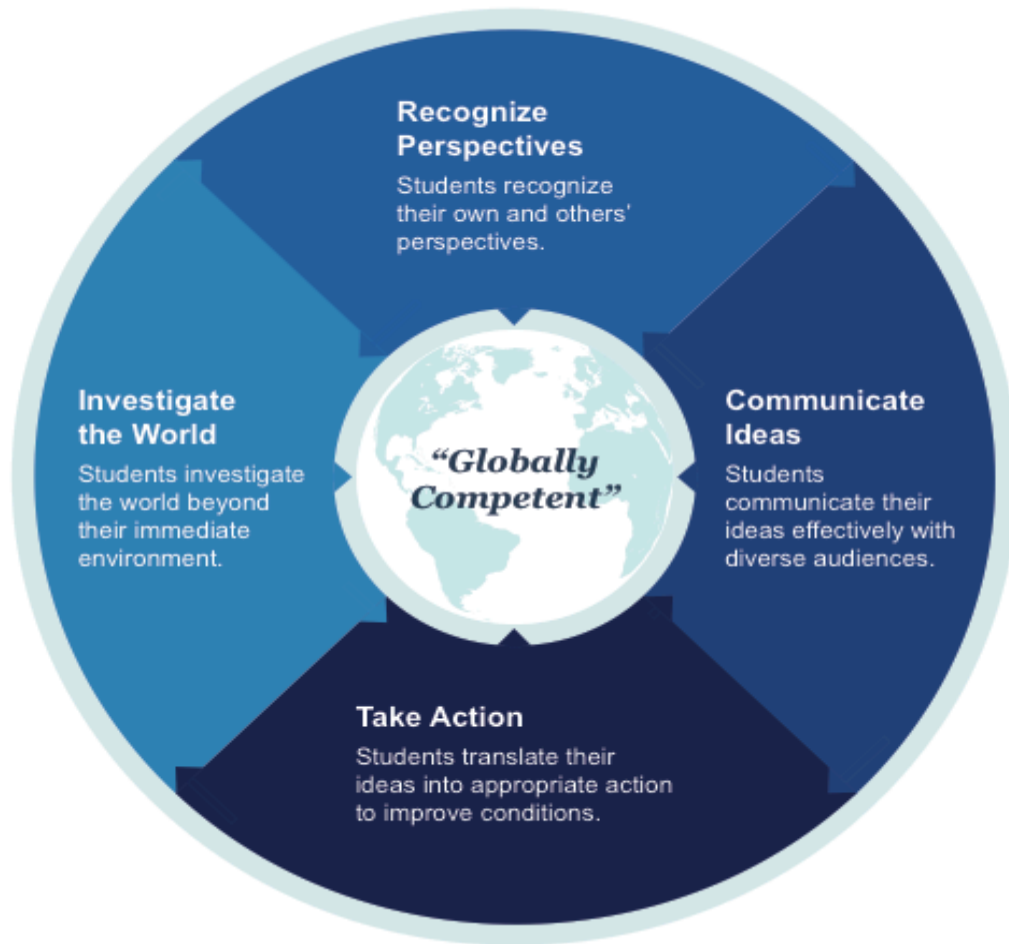 Recognize
Perspectives
Students recognize
their own and others'
perspectives.
Investigate
the World
Students investigate
the world beyond
their immediate
environment.
“Globally
Competent”
Communicate
Ideas
Students
communicate their
ideas effectively with
diverse audiences.
Take Action
Students translate their
ideas into appropriate action
to improve conditions.